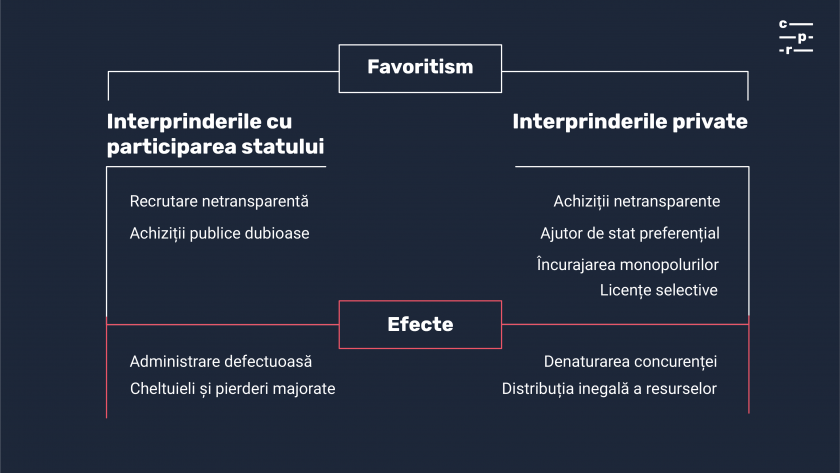 c
p
r
Favoritism
Interprinderile cu
participarea statului
Recrutare netransparentă
Achiziții publice dubioase
Interprinderile private
Achiziții netransparente
Ajutor de stat preferențial
Încurajarea monopolurilor
Licențe selective
Efecte
Administrare defectuoasă
Cheltuieli și pierderi majorate
Denaturarea concurenței
Distribuția inegală a resurselor